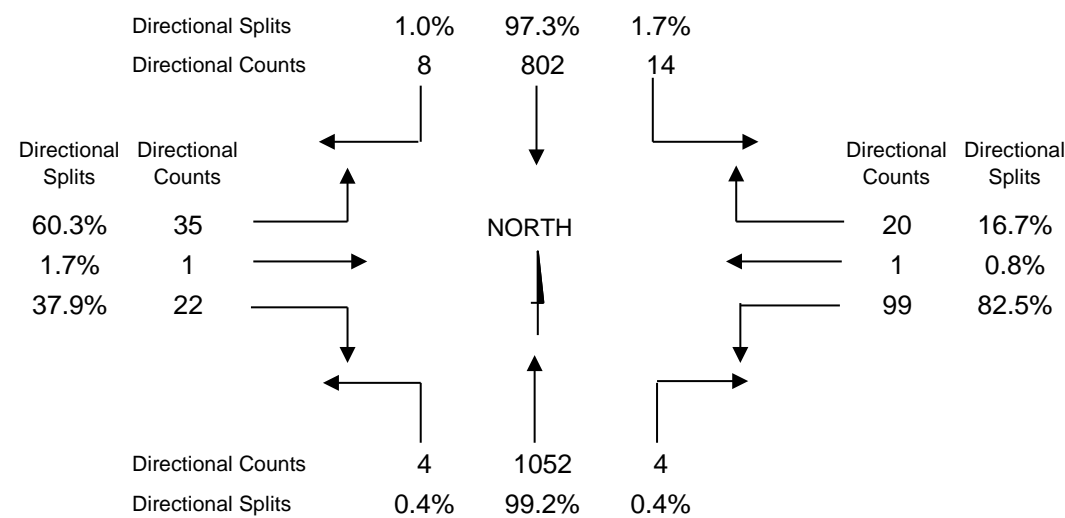 Directional Splits 1.0% 97.3% 1.7%
Directional Counts 8 802 14
Directional Directional Directional Directional
Splits Counts Counts Splits
60.3% 35 NORTH 20 16.7%
1.7% 1 1 0.8%
37.9% 22 99 82.5%
Directional Counts 4 1052 4
Directional Splits 0.4% 99.2% 0.4%